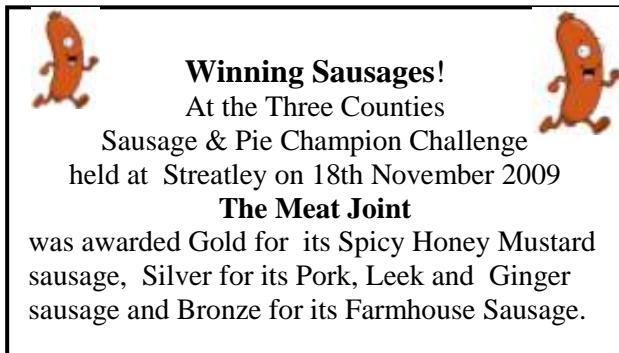 Winning Sausages!
At the Three Counties
Sausage & Pie Champion Challenge
held at Streatley on 18th November 2009
The Meat Joint
was awarded Gold for its Spicy Honey Mustard
sausage, Silver for its Pork, Leek and Ginger
sausage and Bronze for its Farmhouse Sausage.